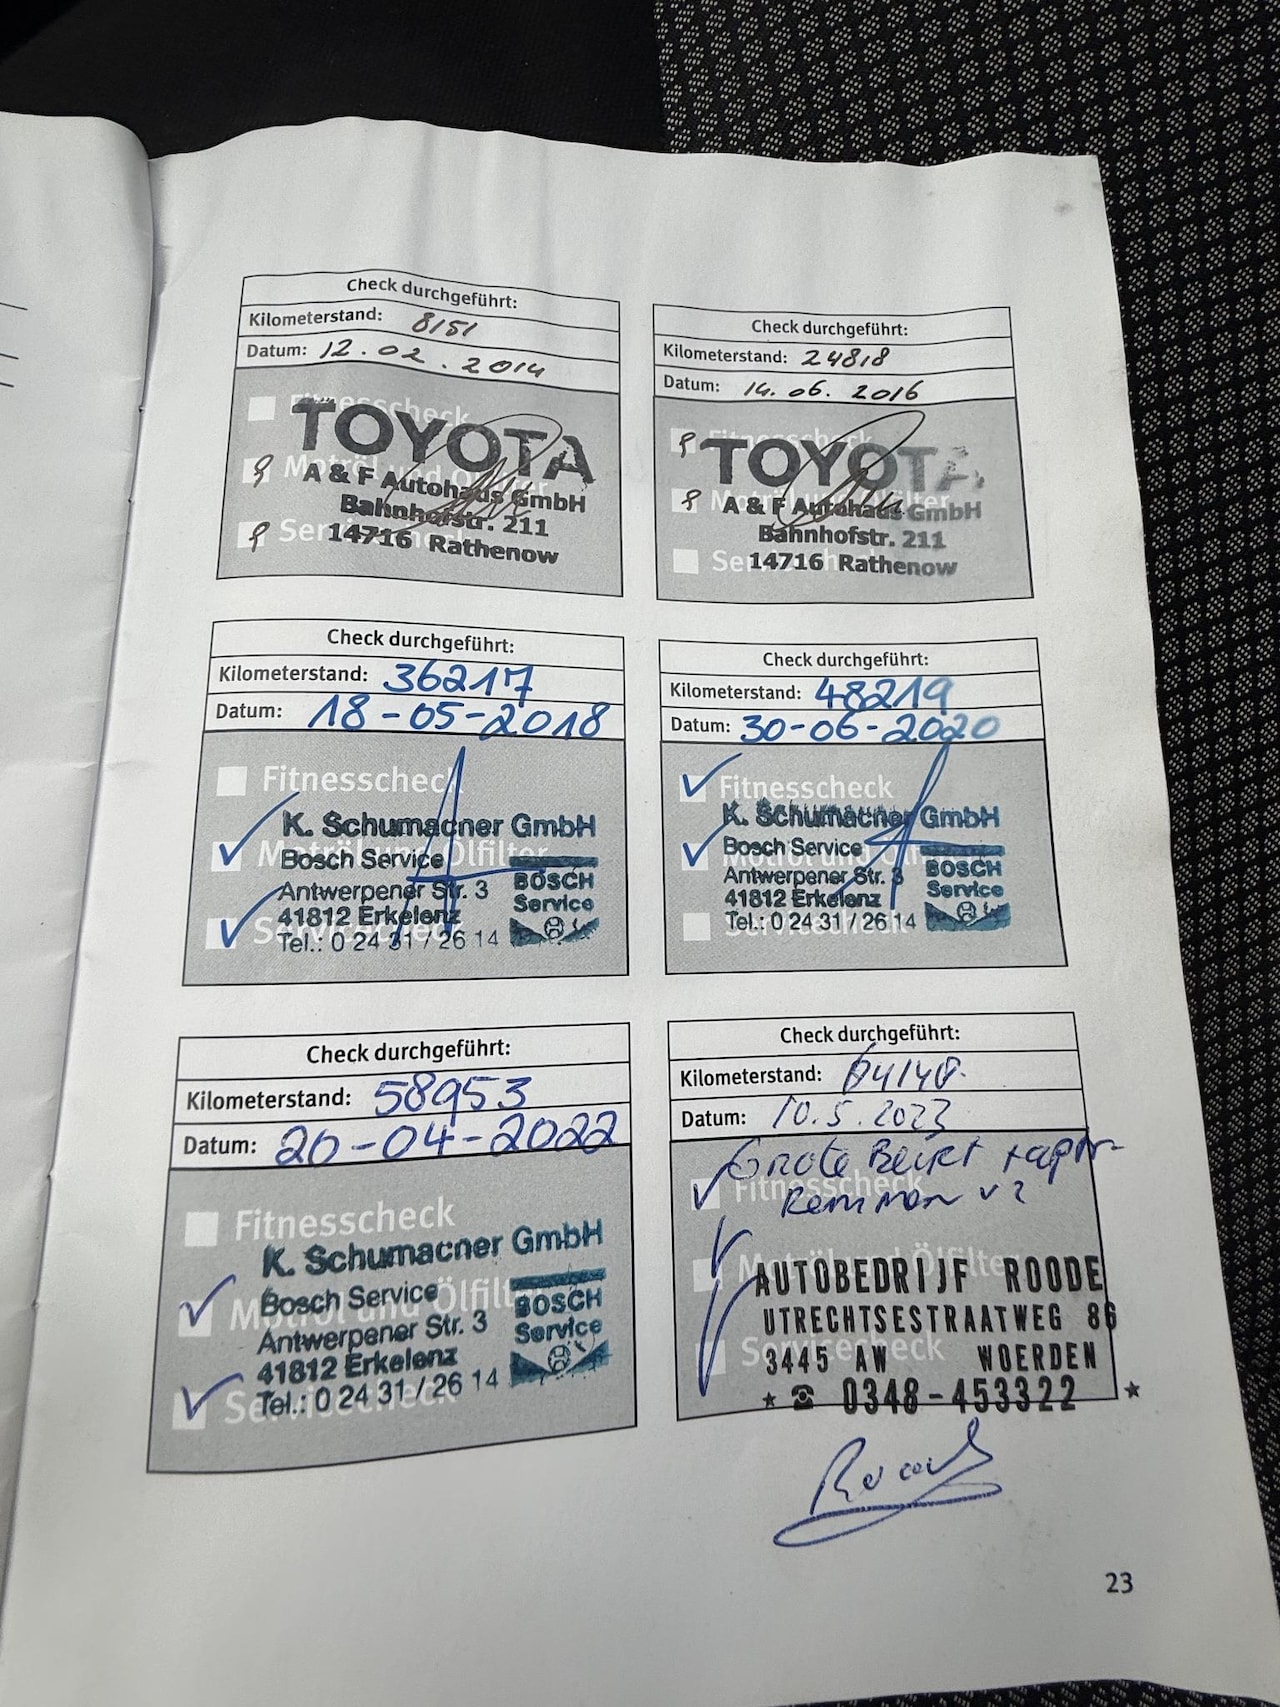 Check durchgeführt:
Kilometerstand: 8151
Datum: 12.02.2014
Fitnesscheck
TOYOTA
Motröl und Ölfilter
A & F Autohaus GmbH
Bahnhofstr. 211
Servicecheck
14716 Rathenow
Check durchgeführt:
Kilometerstand: 24818
Datum: 14.06.2016
Fitnesscheck
TOYOTA
Motröl und Ölfilter
A & F Autohaus GmbH
Bahnhofstr. 211
Servicecheck
14716 Rathenow
Check durchgeführt:
Kilometerstand: 36217
Datum: 18-05-2018
Fitnesscheck
K. Schumacher GmbH
Motröl und Ölfilter
Bosch Service
BOSCH
Service
Antwerpener Str. 3
41812 Erkelenz
Servicecheck
Tel.: 0 24 31 / 26 14
Check durchgeführt:
Kilometerstand: 48219
Datum: 30-06-2020
Fitnesscheck
K. Schumacher GmbH
Motröl und Ölfilter
Bosch Service
BOSCH
Service
Antwerpener Str. 3
41812 Erkelenz
Servicecheck
Tel.: 0 24 31 / 26 14
Check durchgeführt:
Kilometerstand: 58953
Datum: 20-04-2022
Fitnesscheck
K. Schumacher GmbH
Bosch Service
Motröl und Ölfilter
BOSCH
Service
Antwerpener Str. 3
41812 Erkelenz
Servicecheck
Tel.: 0 24 31 / 26 14
Check durchgeführt:
Kilometerstand: 64140
Datum: 10.5.2023
Grote Beurt
Fitnesscheck
Remmen
Motröl und Ölfilter
AUTOBEDRIJF ROODE
UTRECHTSESTRAATWEG 86
Servicecheck
3445 AW WOERDEN
★ ☎ 0348-453322 ★
23